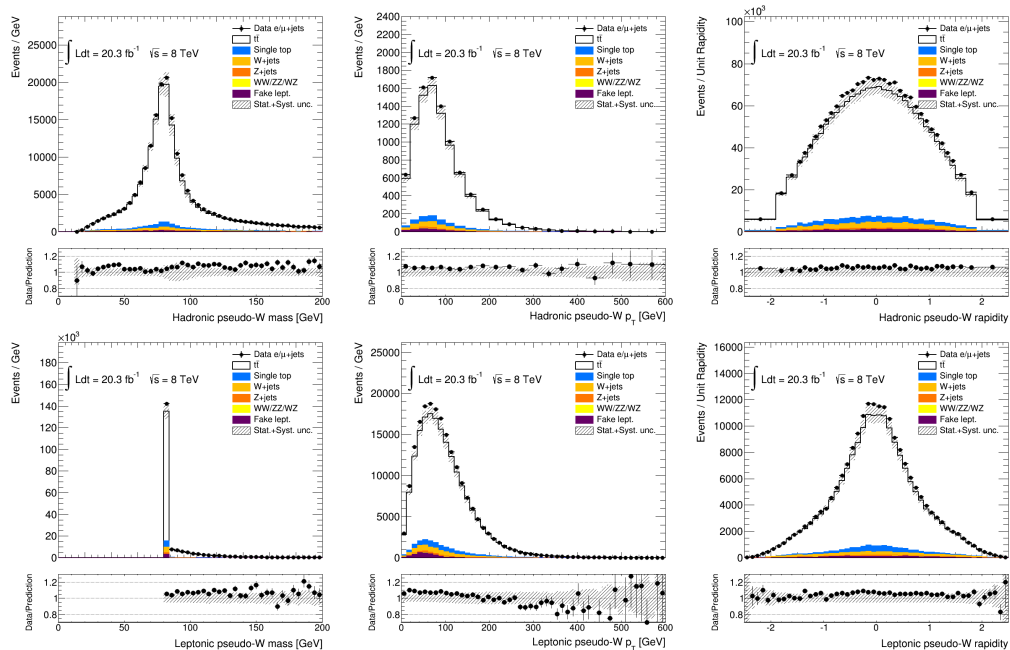 Events / GeV
∫ Ldt = 20.3 fb⁻¹ √s = 8 TeV
Data e/μ+jets
tt̄
Single top
W+jets
Z+jets
WW/ZZ/WZ
Fake lept.
Stat.+Syst. unc.
25000
20000
15000
10000
5000
0
Data/Prediction
1.2
1
0.8
0 50 100 150 200
Hadronic pseudo-W mass [GeV]
Events / GeV
∫ Ldt = 20.3 fb⁻¹ √s = 8 TeV
Data e/μ+jets
tt̄
Single top
W+jets
Z+jets
WW/ZZ/WZ
Fake lept.
Stat.+Syst. unc.
2400
2200
2000
1800
1600
1400
1200
1000
800
600
400
200
0
Data/Prediction
1.2
1
0.8
0 100 200 300 400 500 600
Hadronic pseudo-W p_T [GeV]
×10³
Events / Unit Rapidity
∫ Ldt = 20.3 fb⁻¹ √s = 8 TeV
Data e/μ+jets
tt̄
Single top
W+jets
Z+jets
WW/ZZ/WZ
Fake lept.
Stat.+Syst. unc.
100
80
60
40
20
0
Data/Prediction
1.2
1
0.8
-2 -1 0 1 2
Hadronic pseudo-W rapidity
×10³
Events / GeV
∫ Ldt = 20.3 fb⁻¹ √s = 8 TeV
Data e/μ+jets
tt̄
Single top
W+jets
Z+jets
WW/ZZ/WZ
Fake lept.
Stat.+Syst. unc.
180
160
140
120
100
80
60
40
20
0
Data/Prediction
1.2
1
0.8
0 50 100 150 200
Leptonic pseudo-W mass [GeV]
Events / GeV
∫ Ldt = 20.3 fb⁻¹ √s = 8 TeV
Data e/μ+jets
tt̄
Single top
W+jets
Z+jets
WW/ZZ/WZ
Fake lept.
Stat.+Syst. unc.
25000
20000
15000
10000
5000
0
Data/Prediction
1.2
1
0.8
0 100 200 300 400 500 600
Leptonic pseudo-W p_T [GeV]
Events / Unit Rapidity
∫ Ldt = 20.3 fb⁻¹ √s = 8 TeV
Data e/μ+jets
tt̄
Single top
W+jets
Z+jets
WW/ZZ/WZ
Fake lept.
Stat.+Syst. unc.
16000
14000
12000
10000
8000
6000
4000
2000
0
Data/Prediction
1.2
1
0.8
-2 -1 0 1 2
Leptonic pseudo-W rapidity